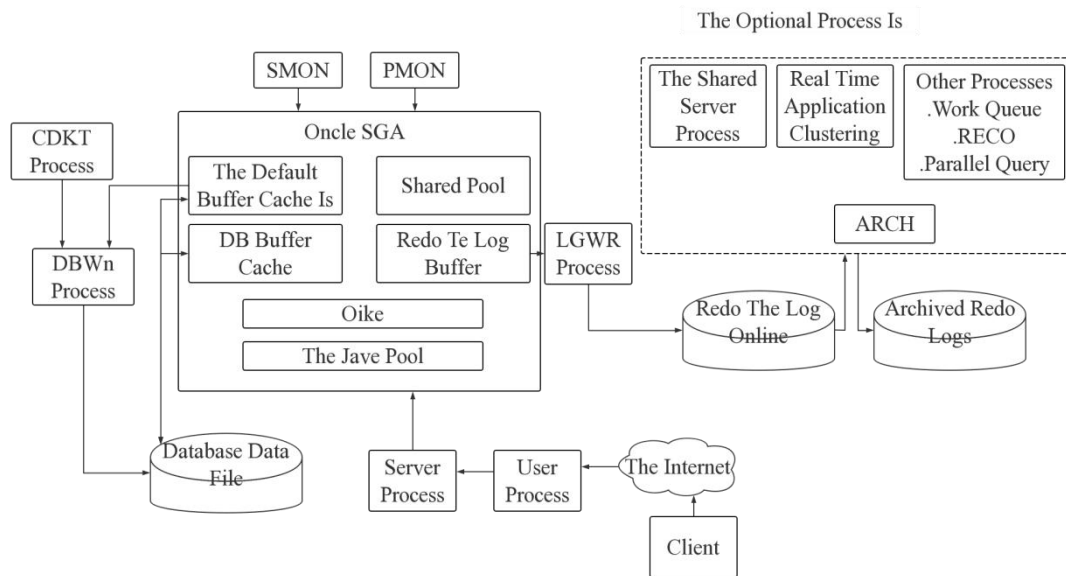 The Optional Process Is
SMON
PMON
The Shared
Server
Process
Real Time
Application
Clustering
Other Processes
.Work Queue
.RECO
.Parallel Query
Oncle SGA
CDKT
Process
The Default
Buffer Cache Is
Shared Pool
ARCH
DB Buffer
Cache
Redo Te Log
Buffer
LGWR
Process
DBWn
Process
Oike
The Jave Pool
Redo The Log
Online
Archived Redo
Logs
Database Data
File
Server
Process
User
Process
The Internet
Client